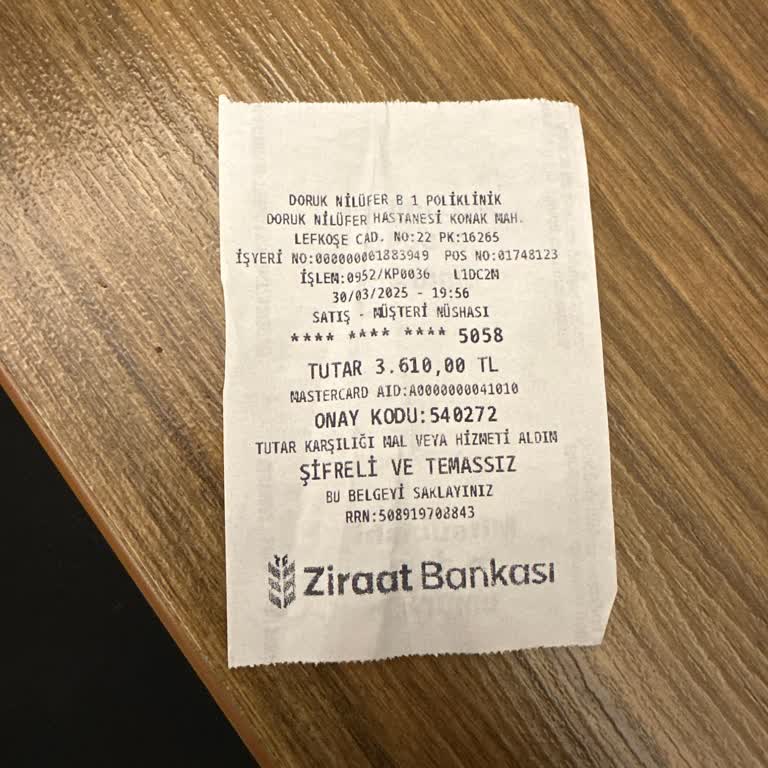 DORUK NİLÜFER B 1 POLİKLİNİK
DORUK NİLÜFER HASTANESİ KONAK MAH.
LEFKOŞE CAD. NO:22 PK:16265
İŞYERİ NO:000000001883949 POS NO:01748123
İŞLEM:0952/KP0036 L1DC2M
30/03/2025 - 19:56
SATIŞ - MÜŞTERİ NÜSHASI
**** **** **** 5058
TUTAR 3.610,00 TL
MASTERCARD AID:A0000000041010
ONAY KODU:540272
TUTAR KARŞILIĞI MAL VEYA HİZMETİ ALDIM
ŞİFRELİ VE TEMASSIZ
BU BELGEYİ SAKLAYINIZ
RRN:508919708843
Ziraat Bankası